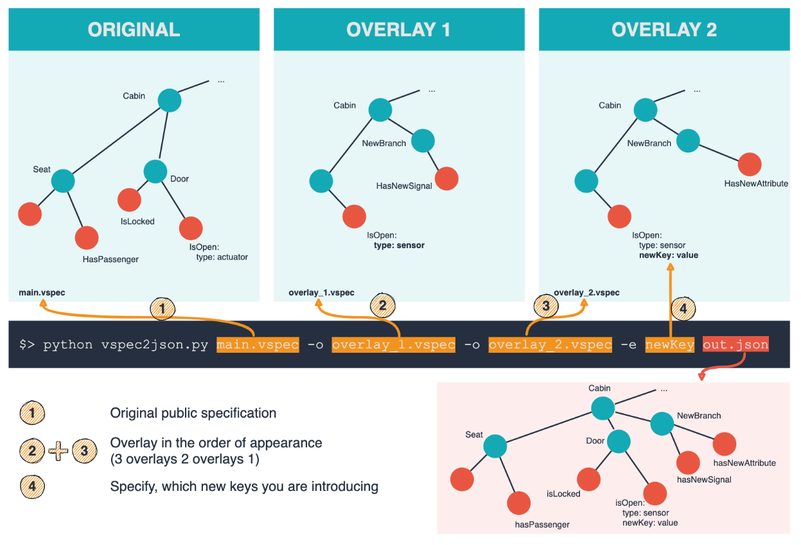 ORIGINAL
Cabin
...
Seat
Door
IsLocked
HasPassenger
IsOpen:
type: actuator
main.vspec
OVERLAY 1
Cabin
...
NewBranch
HasNewSignal
IsOpen:
type: sensor
overlay_1.vspec
OVERLAY 2
Cabin
...
NewBranch
HasNewAttribute
IsOpen:
type: sensor
newKey: value
overlay_2.vspec
1
2
3
4
$> python vspec2json.py main.vspec -o overlay_1.vspec -o overlay_2.vspec -e newKey out.json
1
Original public specification
2 + 3
Overlay in the order of appearance
(3 overlays 2 overlays 1)
4
Specify, which new keys you are introducing
Cabin
...
Seat
Door
NewBranch
hasNewAttribute
hasNewSignal
isLocked
isOpen:
type: sensor
newKey: value
hasPassenger